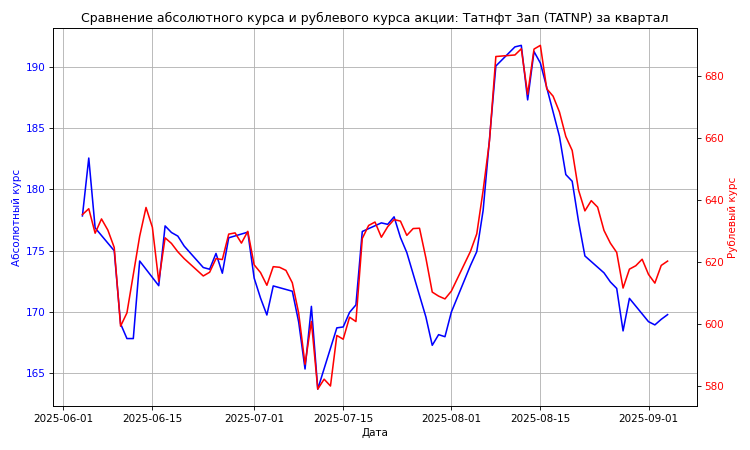 Сравнение абсолютного курса и рублевого курса акции: Татнфт 3ап (TATNP) за квартал
Абсолютный курс
190
185
180
175
170
165
680
660
640
620
600
580
Рублевый курс
2025-06-01 2025-06-15 2025-07-01 2025-07-15 2025-08-01 2025-08-15 2025-09-01
Дата